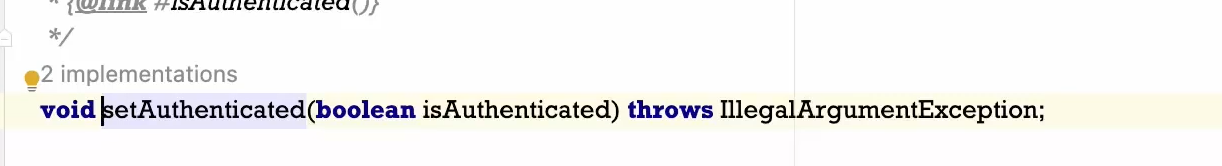 * {@link #isAuthenticated()}
*/
2 implementations
void setAuthenticated(boolean isAuthenticated) throws IllegalArgumentException;